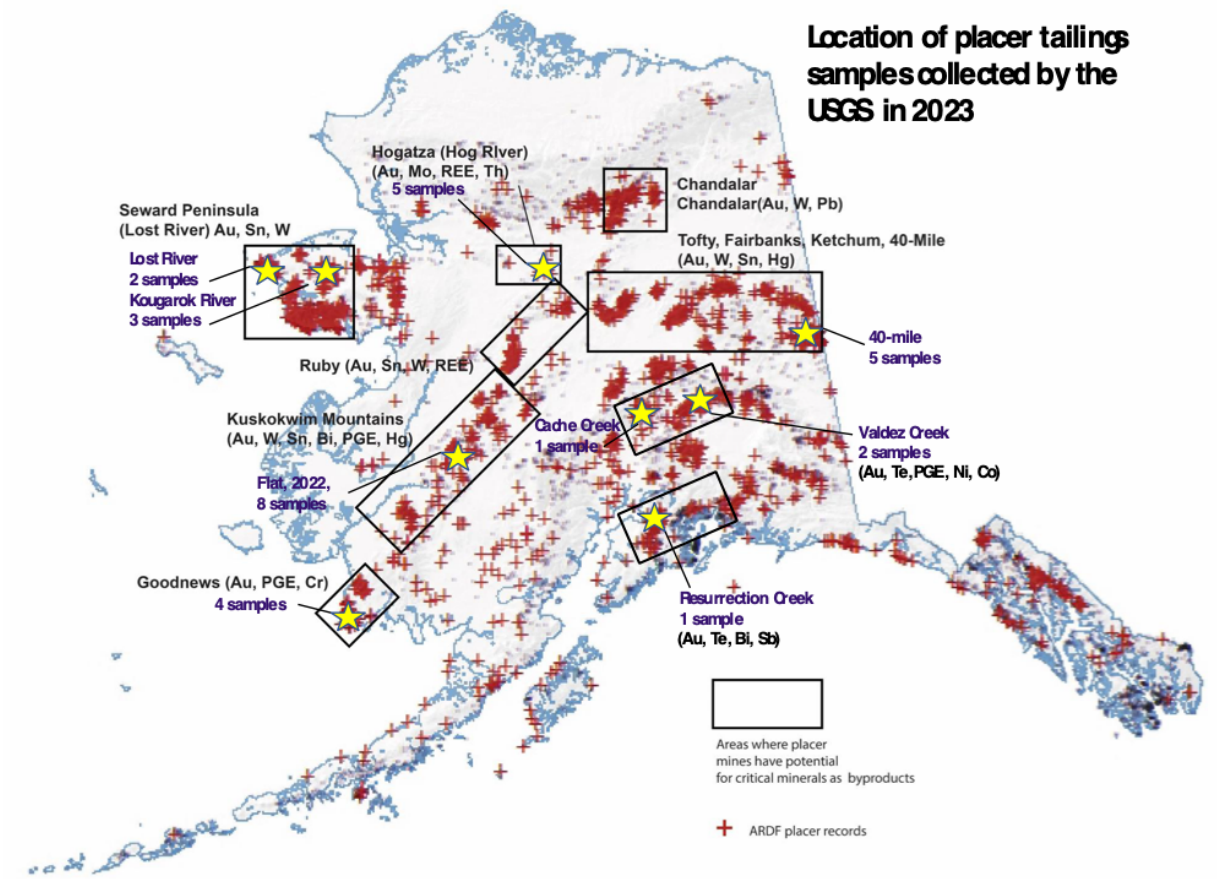 Location of placer tailings
samples collected by the
USGS in 2023
Hogatza (Hog RIver)
(Au, Mo, REE, Th)
5 samples
Chandalar
Chandalar(Au, W, Pb)
Seward Peninsula
(Lost River) Au, Sn, W
Lost River
2 samples
Kougarok River
3 samples
Tofty, Fairbanks, Ketchum, 40-Mile
(Au, W, Sn, Hg)
40-mile
5 samples
Ruby (Au, Sn, W, REE)
Kuskokwim Mountains
(Au, W, Sn, Bi, PGE, Hg)
Flat, 2022,
8 samples
Cache Creek
1 sample
Valdez Creek
2 samples
(Au, Te,PGE, Ni, Co)
Goodnews (Au, PGE, Cr)
4 samples
Resurrection Creek
1 sample
(Au, Te, Bi, Sb)
Areas where placer
mines have potential
for critical minerals as byproducts
ARDF placer records